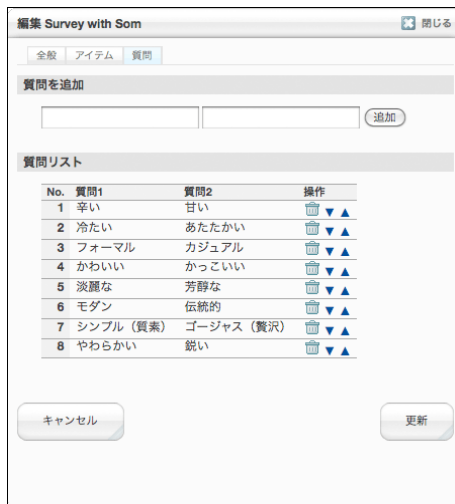 編集 Survey with Som 閉じる
全般 アイテム 質問
質問を追加
追加
質問リスト
No. 質問1 質問2 操作
1 辛い 甘い
2 冷たい あたたかい
3 フォーマル カジュアル
4 かわいい かっこいい
5 淡麗な 芳醇な
6 モダン 伝統的
7 シンプル（質素） ゴージャス（贅沢）
8 やわらかい 鋭い
キャンセル 更新